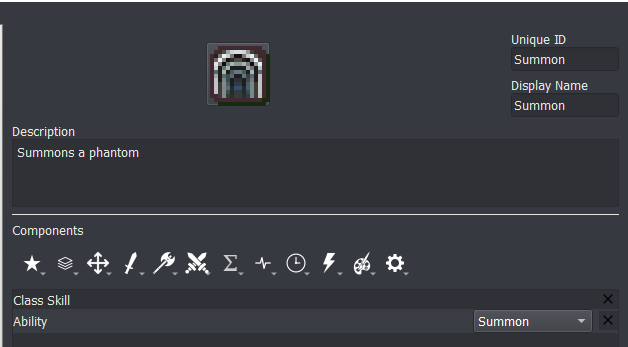 Unique ID
Summon
Display Name
Summon
Description
Summons a phantom
Components
Class Skill
Ability
Summon